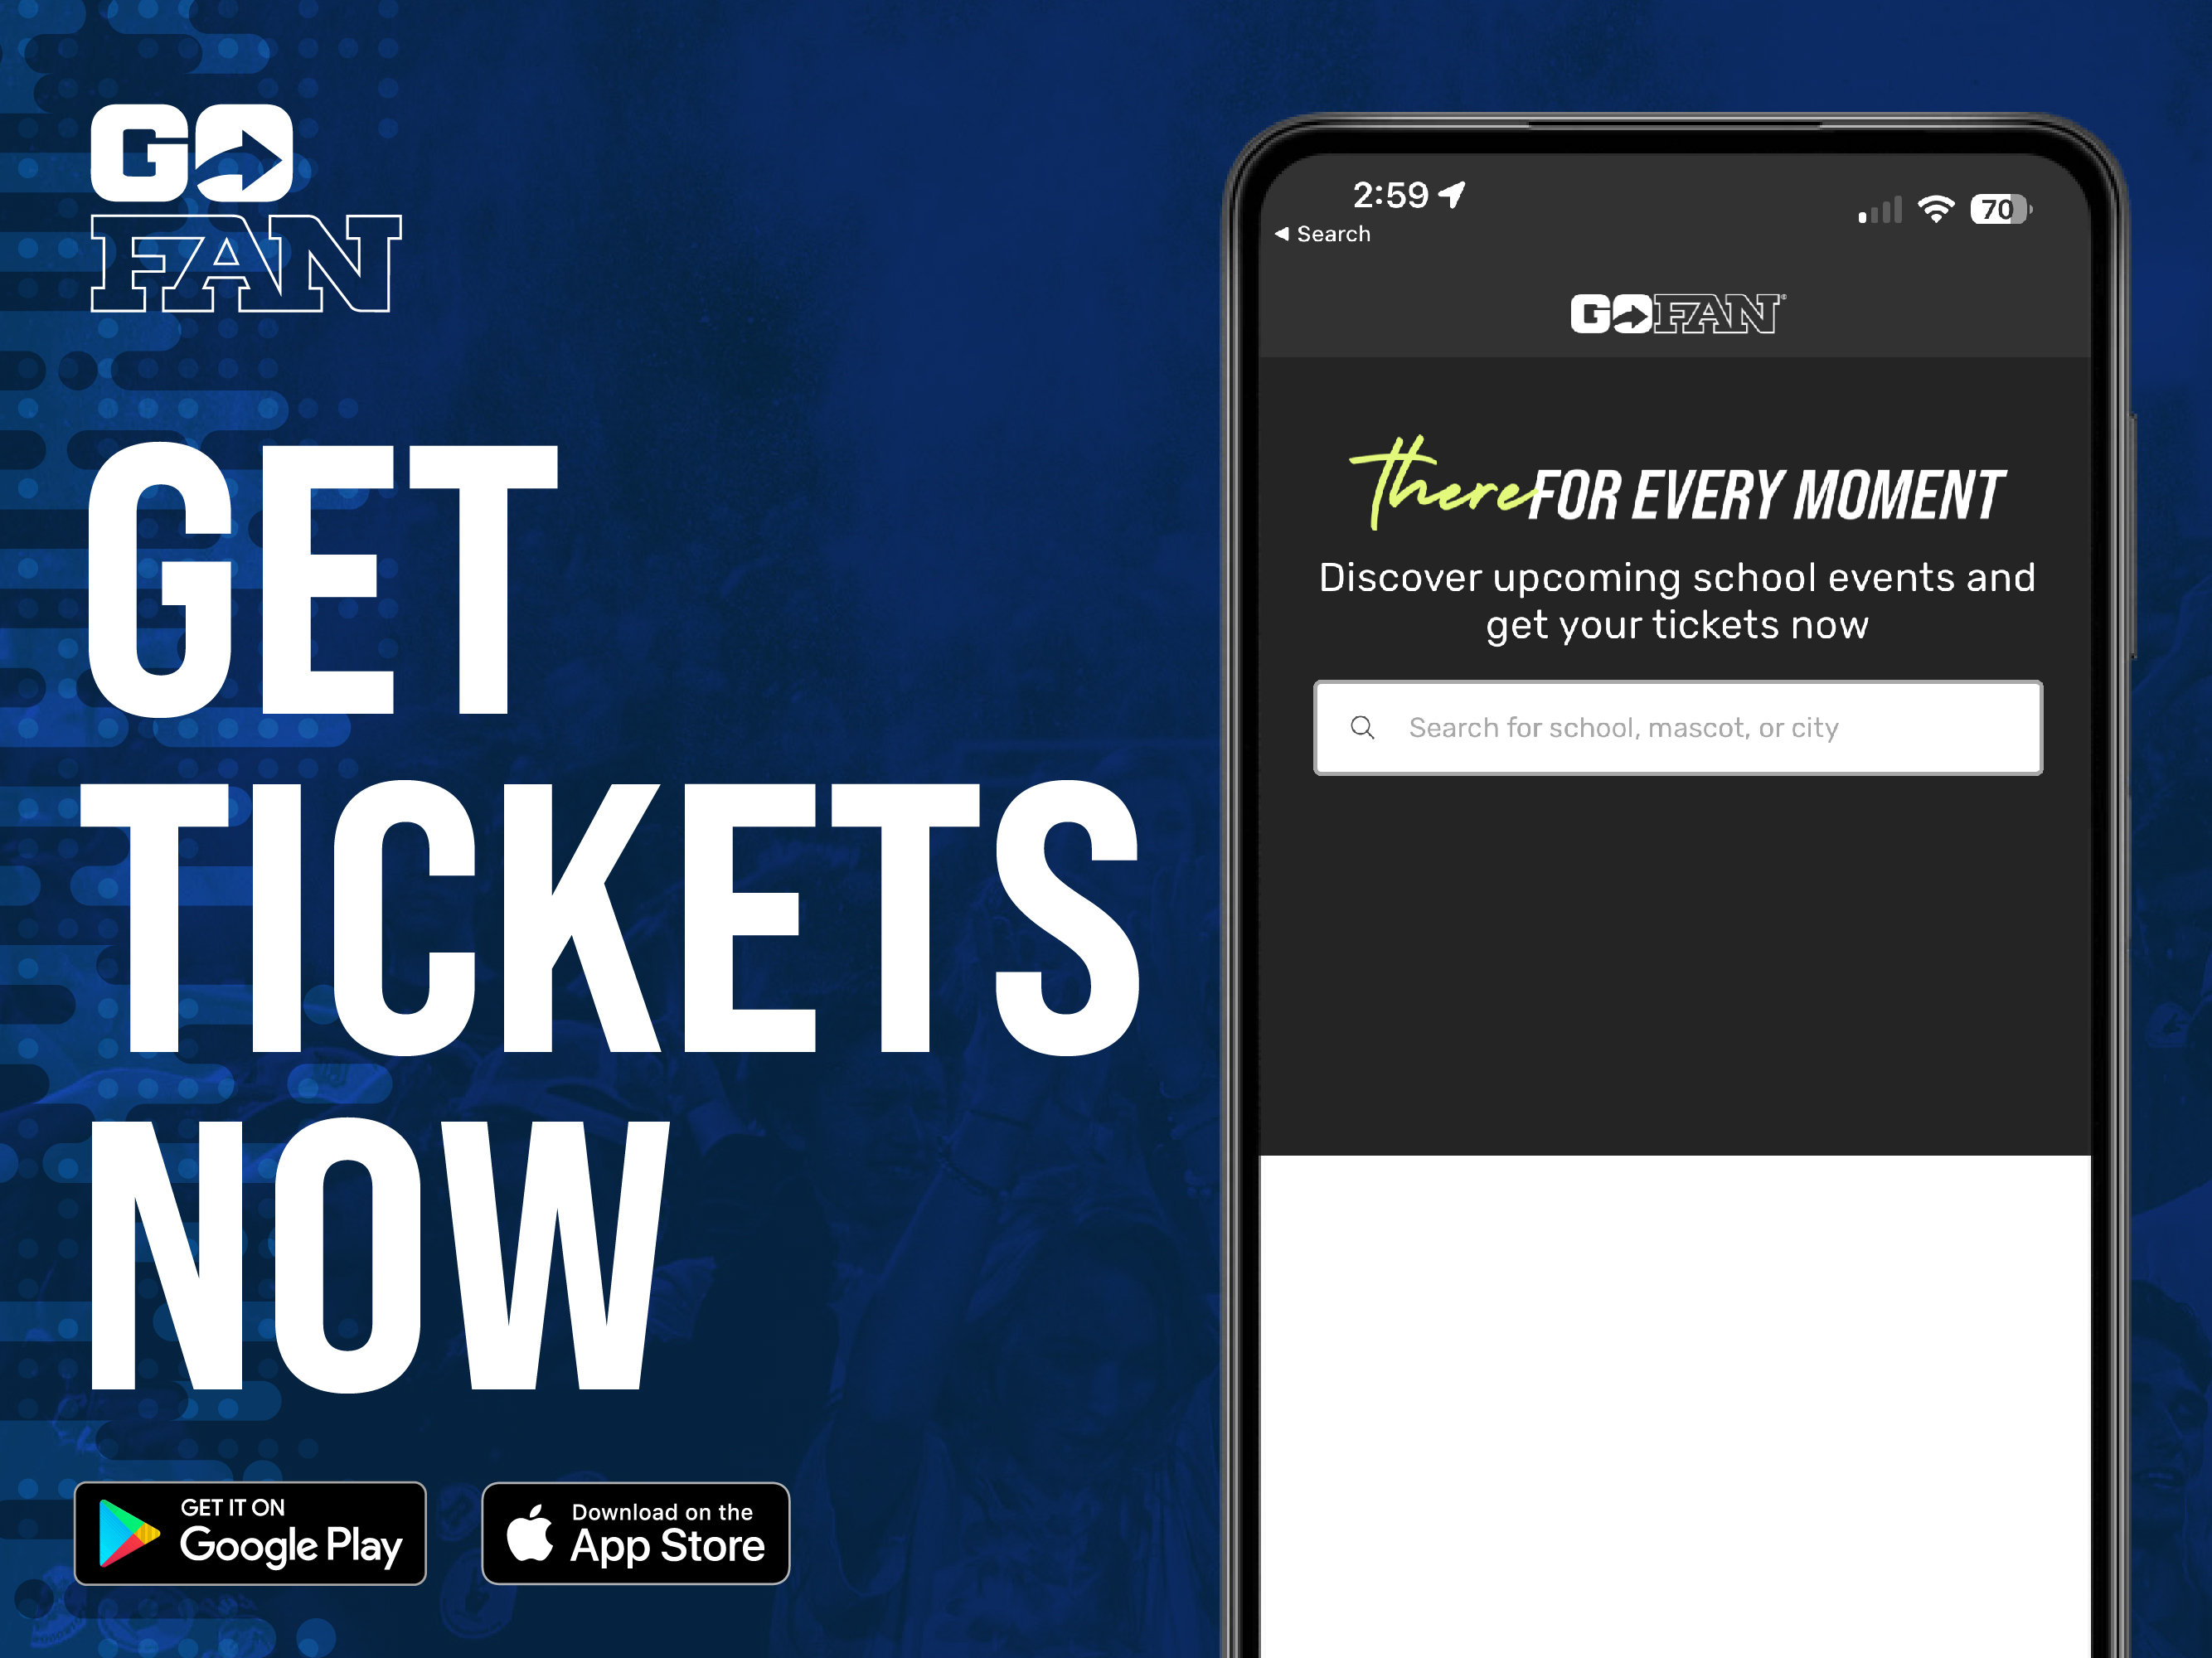 GO
FAN
GET
TICKETS
NOW
GET IT ON
Google Play
Download on the
App Store
2:59
70
Search
GOFAN®
There FOR EVERY MOMENT
Discover upcoming school events and
get your tickets now
Search for school, mascot, or city